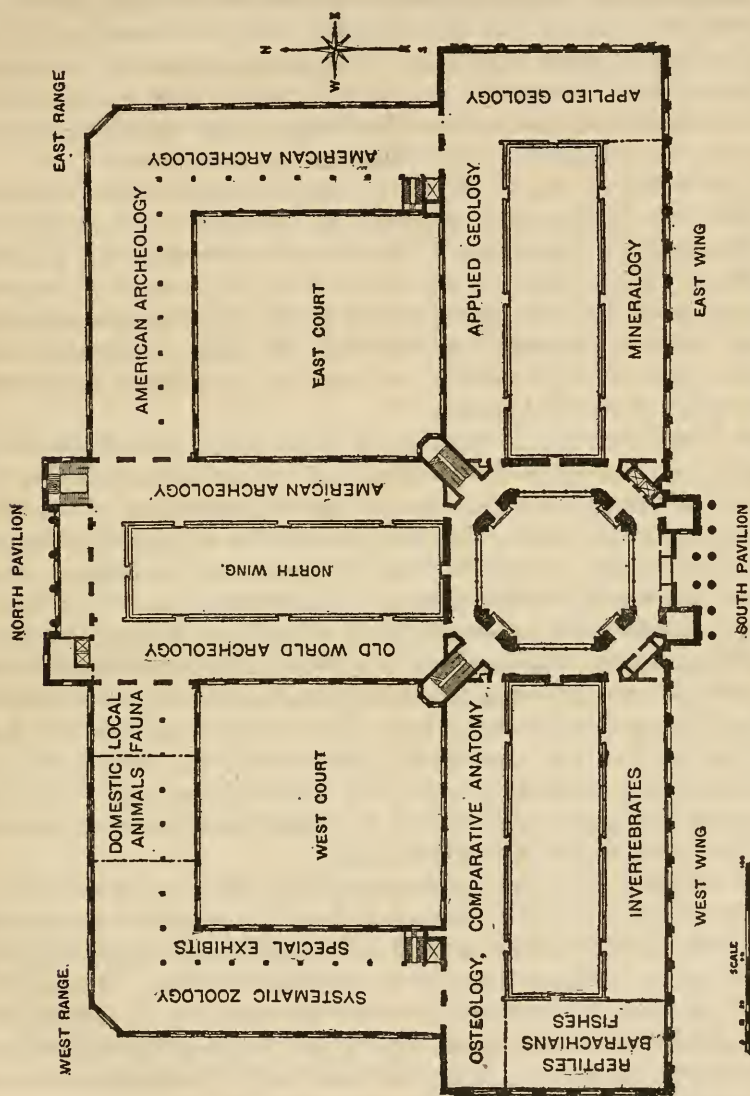 N
E
S
W
EAST RANGE
AMERICAN ARCHEOLOGY
AMERICAN ARCHEOLOGY
EAST COURT
APPLIED GEOLOGY
APPLIED GEOLOGY
MINERALOGY
EAST WING
NORTH PAVILION
AMERICAN ARCHEOLOGY
NORTH WING.
OLD WORLD ARCHEOLOGY
SOUTH PAVILION
LOCAL
FAUNA
DOMESTIC
ANIMALS
WEST COURT
SPECIAL EXHIBITS
SYSTEMATIC ZOOLOGY
WEST RANGE.
OSTEOLOGY, COMPARATIVE ANATOMY
INVERTEBRATES
REPTILES
BATRACHIANS
FISHES
WEST WING
SCALE